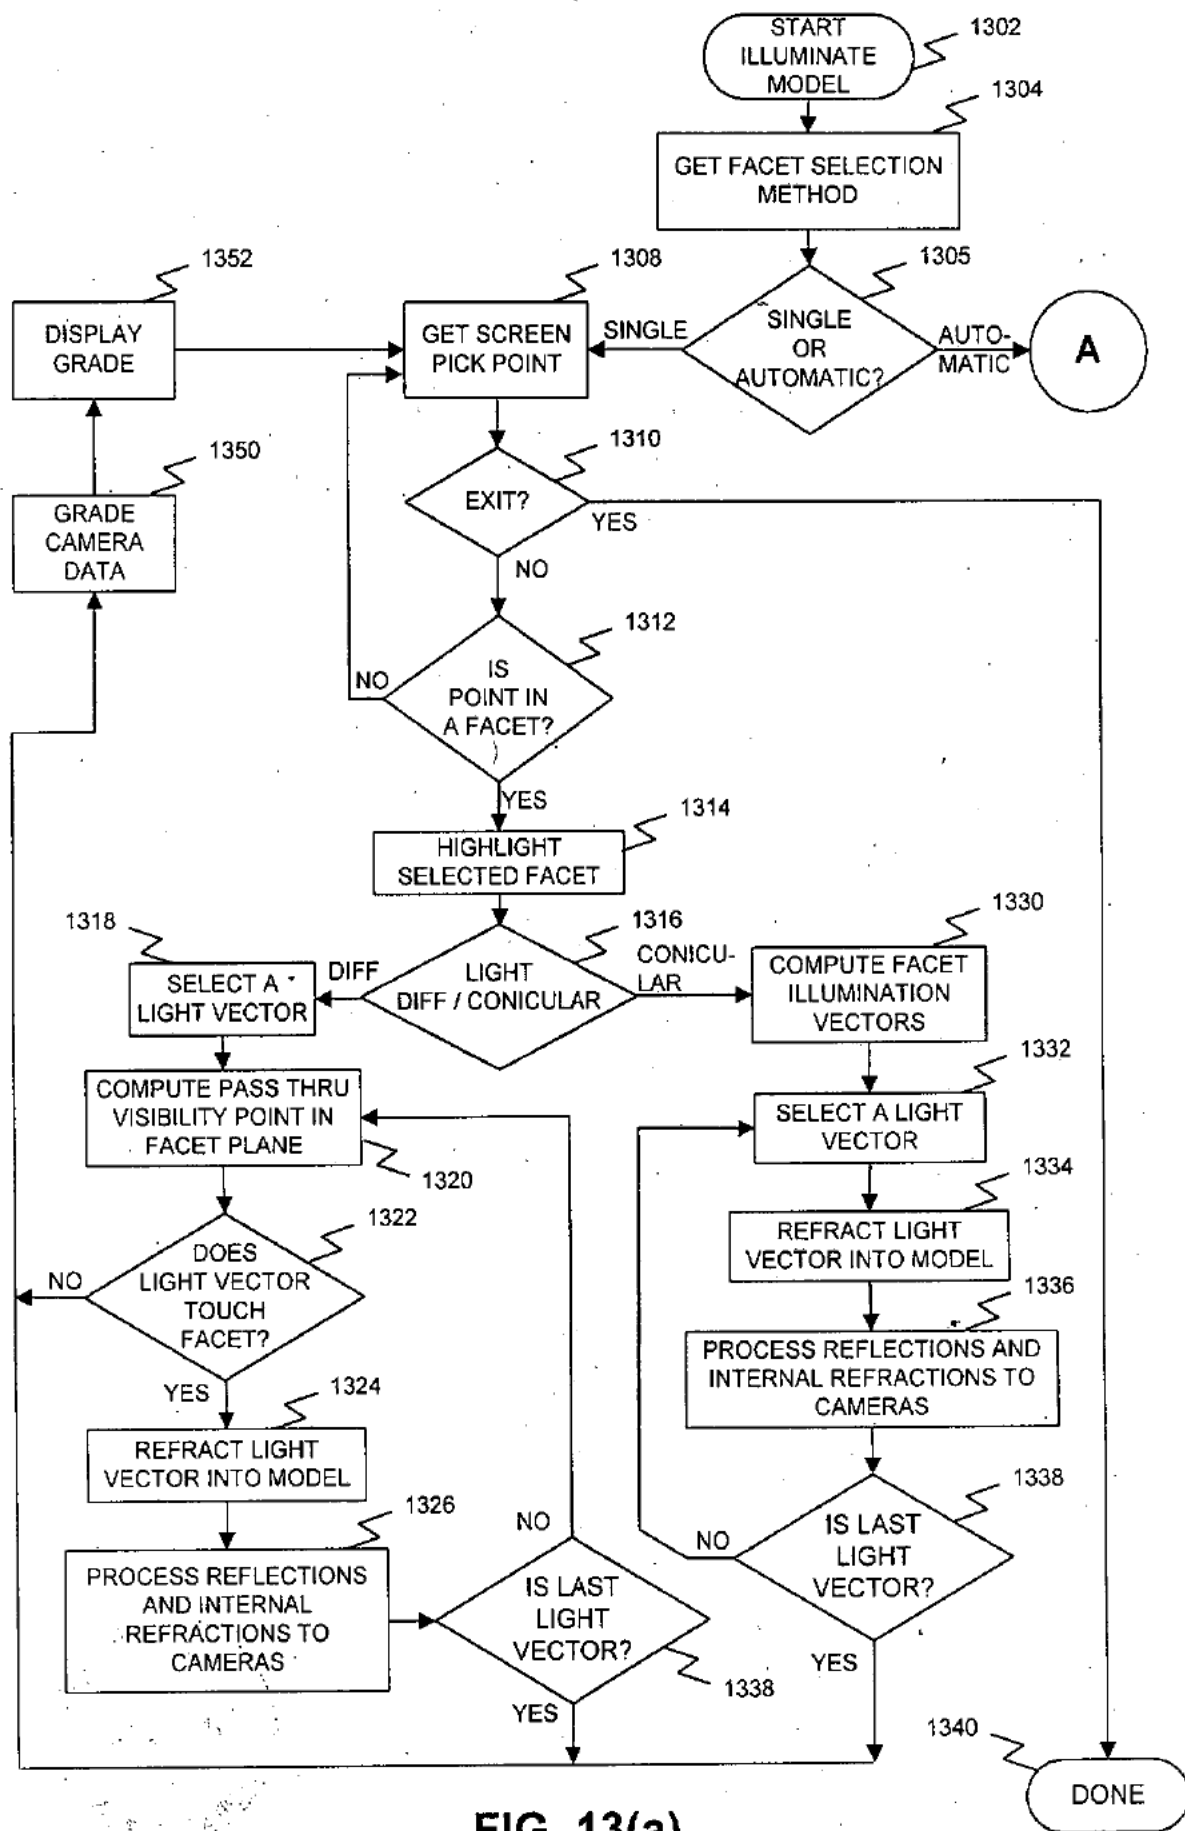 START
ILLUMINATE
MODEL
1302
1304
GET FACET SELECTION
METHOD
1305
SINGLE
OR
AUTOMATIC?
SINGLE
AUTO-
MATIC
A
1352
DISPLAY
GRADE
1308
GET SCREEN
PICK POINT
1350
GRADE
CAMERA
DATA
1310
EXIT?
YES
NO
1312
IS
POINT IN
A FACET?
NO
YES
1314
HIGHLIGHT
SELECTED FACET
1316
LIGHT
DIFF / CONICULAR
DIFF
CONICU-
LAR
1318
SELECT A
LIGHT VECTOR
COMPUTE PASS THRU
VISIBILITY POINT IN
FACET PLANE
1320
1322
DOES
LIGHT VECTOR
TOUCH
FACET?
NO
YES
1324
REFRACT LIGHT
VECTOR INTO MODEL
1326
PROCESS REFLECTIONS
AND INTERNAL
REFRACTIONS TO
CAMERAS
NO
IS LAST
LIGHT
VECTOR?
1338
YES
1330
COMPUTE FACET
ILLUMINATION
VECTORS
1332
SELECT A LIGHT
VECTOR
1334
REFRACT LIGHT
VECTOR INTO MODEL
1336
PROCESS REFLECTIONS AND
INTERNAL REFRACTIONS TO
CAMERAS
1338
IS LAST
LIGHT
VECTOR?
NO
YES
1340
DONE
FIG. 13(a)